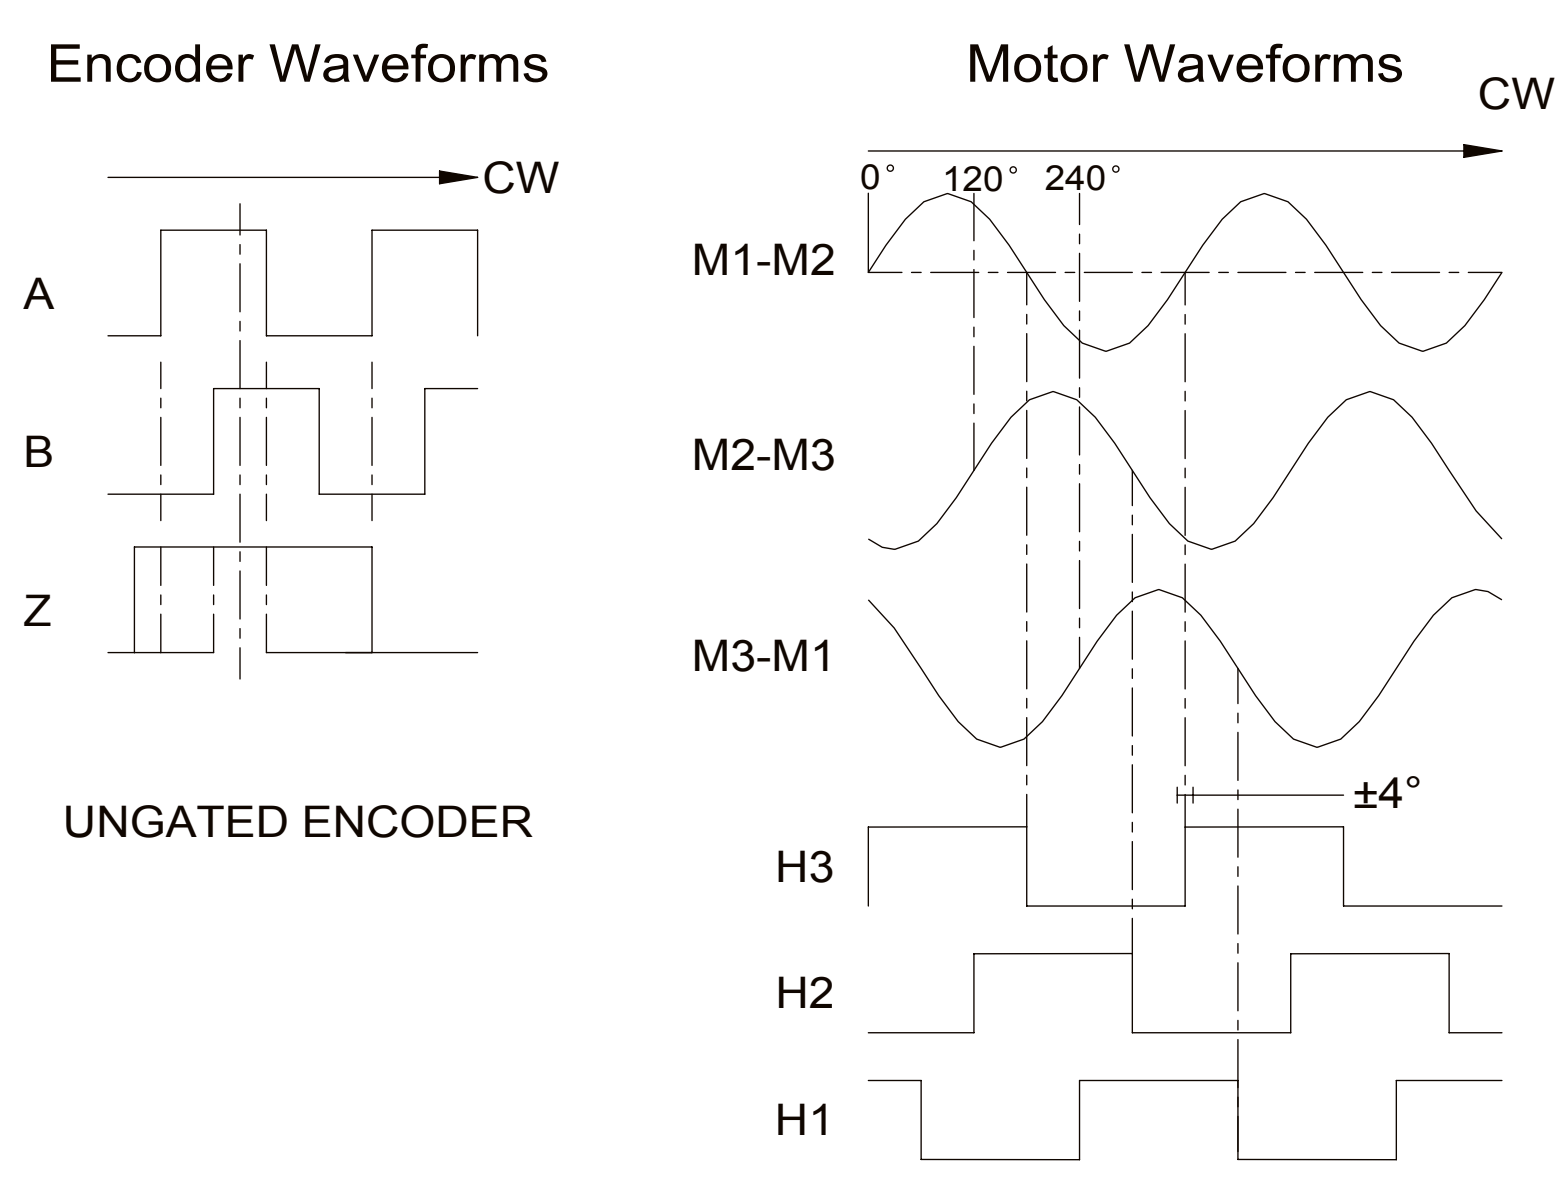 Encoder Waveforms
CW
A
B
Z
UNGATED ENCODER
Motor Waveforms
CW
0° 120° 240°
M1-M2
M2-M3
M3-M1
±4°
H3
H2
H1